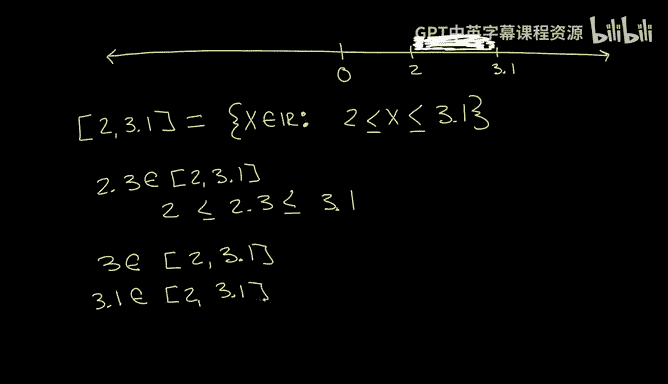 GPT中英字幕课程资源 bilibili
0 2 3.1
[2, 3.1] = {x∈ℝ: 2 ≤ x ≤ 3.1}
2.3 ∈ [2, 3.1]
2 ≤ 2.3 ≤ 3.1
3 ∈ [2, 3.1]
3.1 ∈ [2, 3.1]